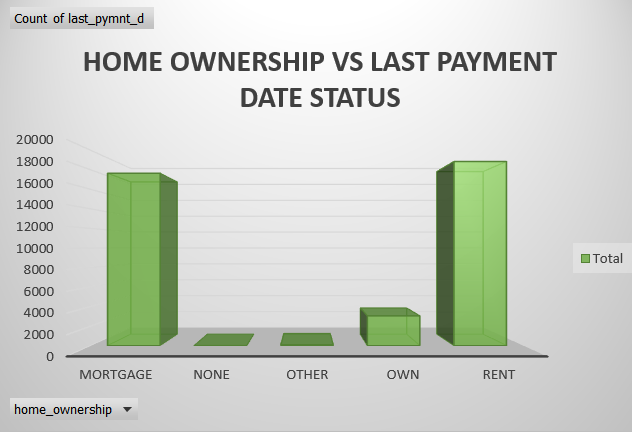 Count of last_pymnt_d
HOME OWNERSHIP VS LAST PAYMENT
DATE STATUS
20000
18000
16000
14000
12000
10000
8000
6000
4000
2000
0
MORTGAGE NONE OTHER OWN RENT
Total
home_ownership